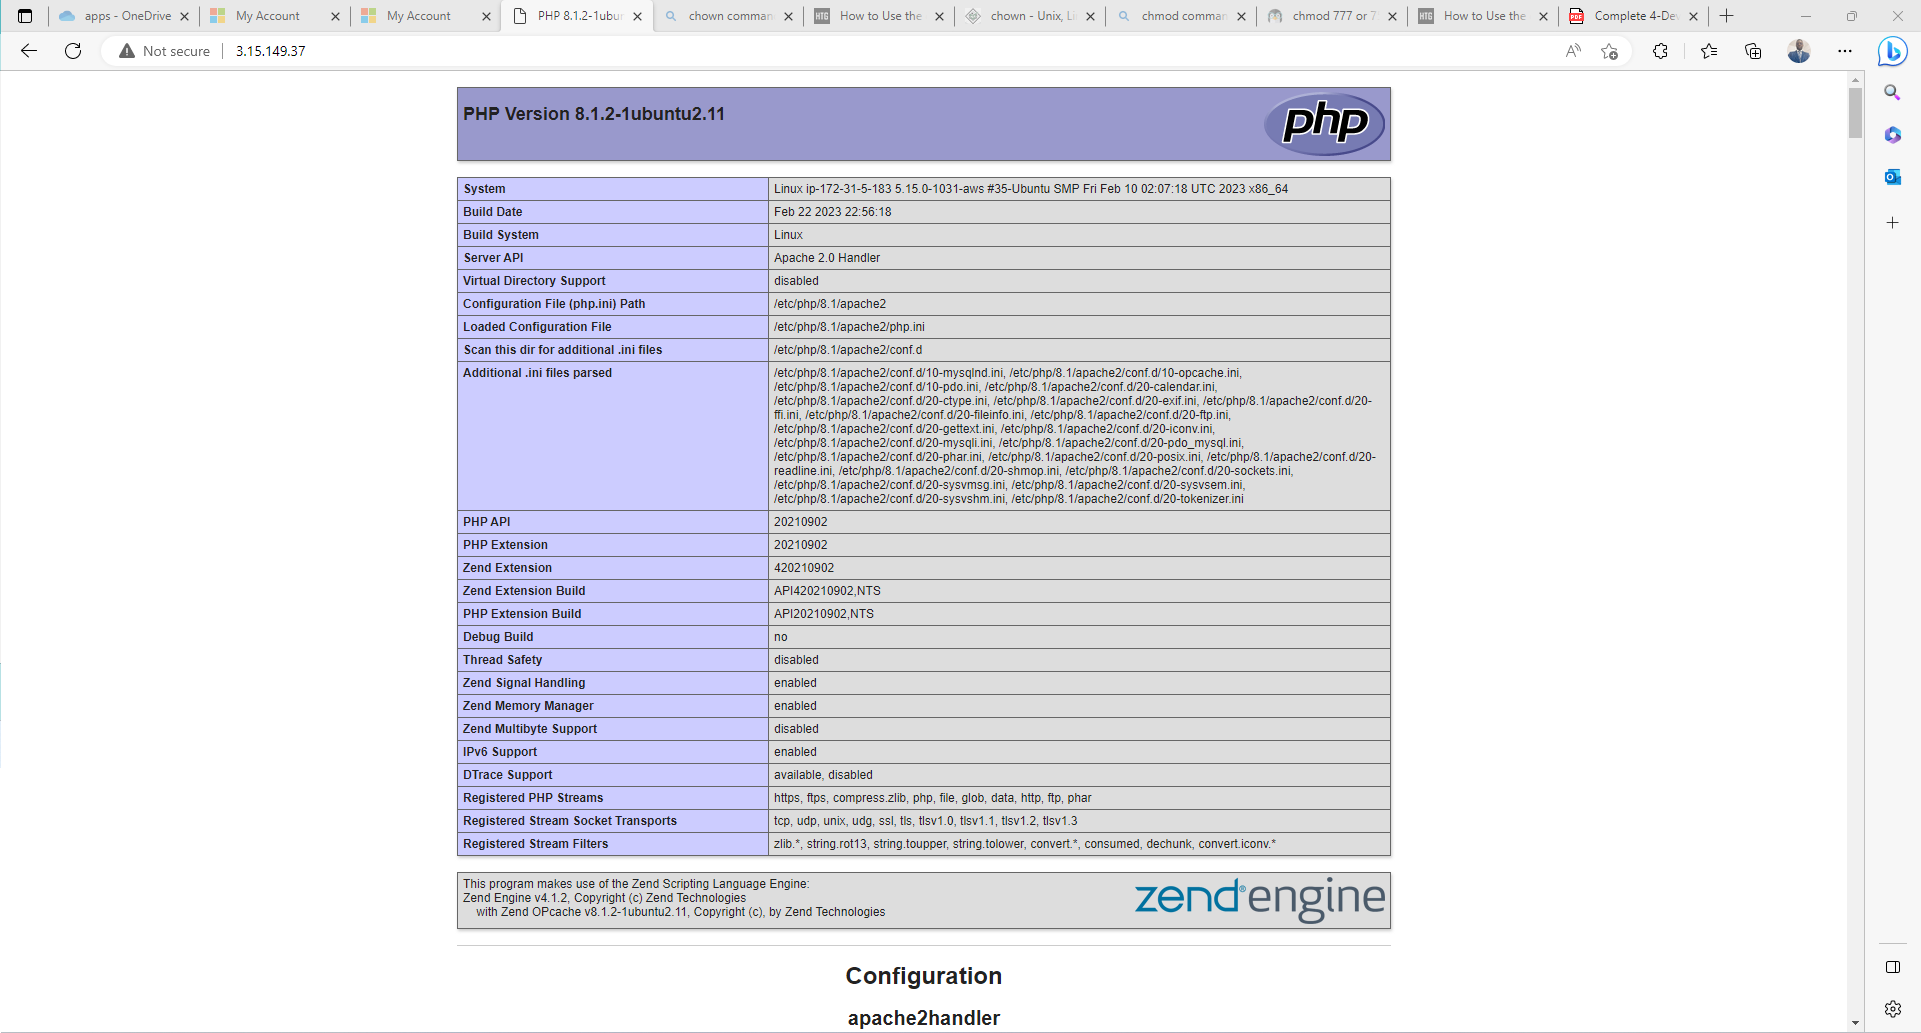 apps - OneDrive
My Account
My Account
PHP 8.1.2-1ubun
chown comman
How to Use the
chown - Unix, Li
chmod comman
chmod 777 or 7
How to Use the
Complete 4-De
Not secure
3.15.149.37
PHP Version 8.1.2-1ubuntu2.11
php
System Linux ip-172-31-5-183 5.15.0-1031-aws #35-Ubuntu SMP Fri Feb 10 02:07:18 UTC 2023 x86_64
Build Date Feb 22 2023 22:56:18
Build System Linux
Server API Apache 2.0 Handler
Virtual Directory Support disabled
Configuration File (php.ini) Path /etc/php/8.1/apache2
Loaded Configuration File /etc/php/8.1/apache2/php.ini
Scan this dir for additional .ini files /etc/php/8.1/apache2/conf.d
Additional .ini files parsed /etc/php/8.1/apache2/conf.d/10-mysqlnd.ini, /etc/php/8.1/apache2/conf.d/10-opcache.ini,
/etc/php/8.1/apache2/conf.d/10-pdo.ini, /etc/php/8.1/apache2/conf.d/20-calendar.ini,
/etc/php/8.1/apache2/conf.d/20-ctype.ini, /etc/php/8.1/apache2/conf.d/20-exif.ini, /etc/php/8.1/apache2/conf.d/20-
ffi.ini, /etc/php/8.1/apache2/conf.d/20-fileinfo.ini, /etc/php/8.1/apache2/conf.d/20-ftp.ini,
/etc/php/8.1/apache2/conf.d/20-gettext.ini, /etc/php/8.1/apache2/conf.d/20-iconv.ini,
/etc/php/8.1/apache2/conf.d/20-mysqli.ini, /etc/php/8.1/apache2/conf.d/20-pdo_mysql.ini,
/etc/php/8.1/apache2/conf.d/20-phar.ini, /etc/php/8.1/apache2/conf.d/20-posix.ini, /etc/php/8.1/apache2/conf.d/20-
readline.ini, /etc/php/8.1/apache2/conf.d/20-shmop.ini, /etc/php/8.1/apache2/conf.d/20-sockets.ini,
/etc/php/8.1/apache2/conf.d/20-sysvmsg.ini, /etc/php/8.1/apache2/conf.d/20-sysvsem.ini,
/etc/php/8.1/apache2/conf.d/20-sysvshm.ini, /etc/php/8.1/apache2/conf.d/20-tokenizer.ini
PHP API 20210902
PHP Extension 20210902
Zend Extension 420210902
Zend Extension Build API420210902,NTS
PHP Extension Build API20210902,NTS
Debug Build no
Thread Safety disabled
Zend Signal Handling enabled
Zend Memory Manager enabled
Zend Multibyte Support disabled
IPv6 Support enabled
DTrace Support available, disabled
Registered PHP Streams https, ftps, compress.zlib, php, file, glob, data, http, ftp, phar
Registered Stream Socket Transports tcp, udp, unix, udg, ssl, tls, tlsv1.0, tlsv1.1, tlsv1.2, tlsv1.3
Registered Stream Filters zlib.*, string.rot13, string.toupper, string.tolower, convert.*, consumed, dechunk, convert.iconv.*
This program makes use of the Zend Scripting Language Engine:
Zend Engine v4.1.2, Copyright (c) Zend Technologies
with Zend OPcache v8.1.2-1ubuntu2.11, Copyright (c), by Zend Technologies
zend engine
Configuration
apache2handler